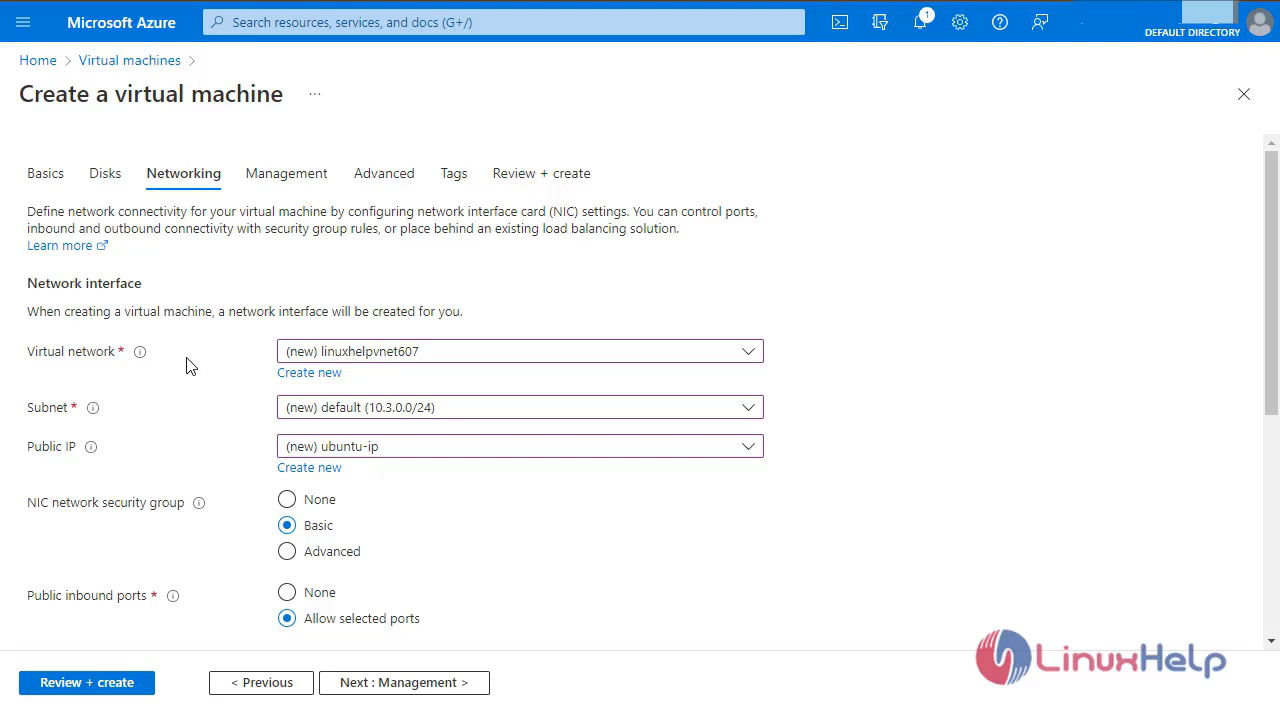 Microsoft Azure
Search resources, services, and docs (G+/)
1
DEFAULT DIRECTORY
Home > Virtual machines >
Create a virtual machine ...
Basics Disks Networking Management Advanced Tags Review + create
Define network connectivity for your virtual machine by configuring network interface card (NIC) settings. You can control ports,
inbound and outbound connectivity with security group rules, or place behind an existing load balancing solution.
Learn more
Network interface
When creating a virtual machine, a network interface will be created for you.
Virtual network * (new) linuxhelpvnet607
Create new
Subnet * (new) default (10.3.0.0/24)
Public IP (new) ubuntu-ip
Create new
NIC network security group None
Basic
Advanced
Public inbound ports * None
Allow selected ports
LinuxHelp
Review + create < Previous Next : Management >